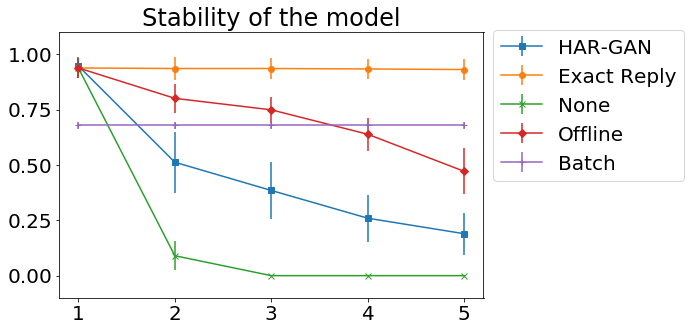 Stability of the model
1.00
0.75
0.50
0.25
0.00
1 2 3 4 5
HAR-GAN
Exact Reply
None
Offline
Batch